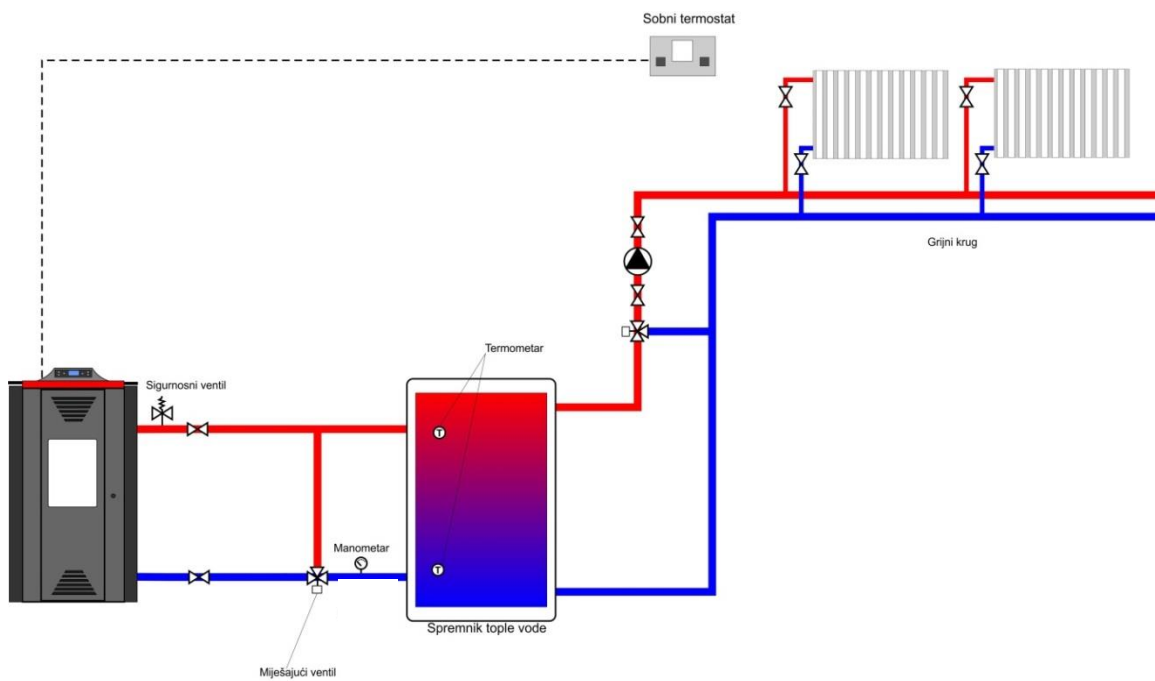 Sobni termostat
Grijni krug
Termometar
Sigurnosni ventil
T
Manometar
T
Spremnik tople vode
Miješajući ventil